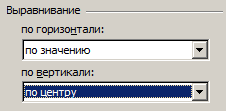 Выравнивание
по горизонтали:
по значению
по вертикали:
по центру